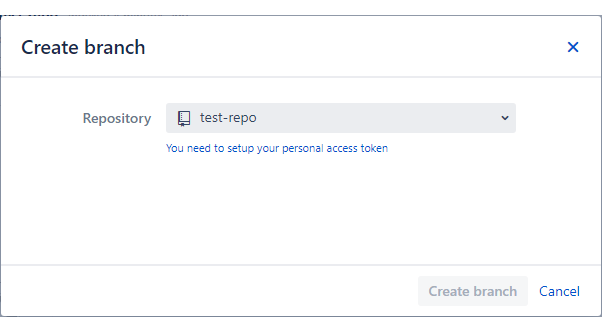 Create branch
Repository
test-repo
You need to setup your personal access token
Create branch
Cancel